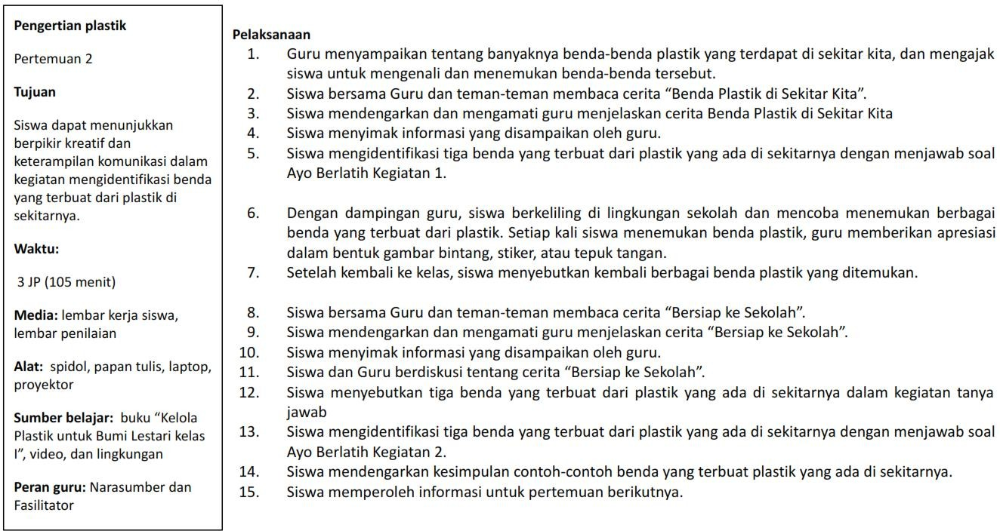 Pengertian plastik
Pertemuan 2
Tujuan
Siswa dapat menunjukkan
berpikir kreatif dan
keterampilan komunikasi dalam
kegiatan mengidentifikasi benda
yang terbuat dari plastik di
sekitarnya.
Waktu:
3 JP (105 menit)
Media: lembar kerja siswa,
lembar penilaian
Alat: spidol, papan tulis, laptop,
proyektor
Sumber belajar: buku “Kelola
Plastik untuk Bumi Lestari kelas
I”, video, dan lingkungan
Peran guru: Narasumber dan
Fasilitator
Pelaksanaan
1. Guru menyampaikan tentang banyaknya benda-benda plastik yang terdapat di sekitar kita, dan mengajak
siswa untuk mengenali dan menemukan benda-benda tersebut.
2. Siswa bersama Guru dan teman-teman membaca cerita “Benda Plastik di Sekitar Kita”.
3. Siswa mendengarkan dan mengamati guru menjelaskan cerita Benda Plastik di Sekitar Kita
4. Siswa menyimak informasi yang disampaikan oleh guru.
5. Siswa mengidentifikasi tiga benda yang terbuat dari plastik yang ada di sekitarnya dengan menjawab soal
Ayo Berlatih Kegiatan 1.
6. Dengan dampingan guru, siswa berkeliling di lingkungan sekolah dan mencoba menemukan berbagai
benda yang terbuat dari plastik. Setiap kali siswa menemukan benda plastik, guru memberikan apresiasi
dalam bentuk gambar bintang, stiker, atau tepuk tangan.
7. Setelah kembali ke kelas, siswa menyebutkan kembali berbagai benda plastik yang ditemukan.
8. Siswa bersama Guru dan teman-teman membaca cerita “Bersiap ke Sekolah”.
9. Siswa mendengarkan dan mengamati guru menjelaskan cerita “Bersiap ke Sekolah”.
10. Siswa menyimak informasi yang disampaikan oleh guru.
11. Siswa dan Guru berdiskusi tentang cerita “Bersiap ke Sekolah”.
12. Siswa menyebutkan tiga benda yang terbuat dari plastik yang ada di sekitarnya dalam kegiatan tanya
jawab
13. Siswa mengidentifikasi tiga benda yang terbuat dari plastik yang ada di sekitarnya dengan menjawab soal
Ayo Berlatih Kegiatan 2.
14. Siswa mendengarkan kesimpulan contoh-contoh benda yang terbuat plastik yang ada di sekitarnya.
15. Siswa memperoleh informasi untuk pertemuan berikutnya.